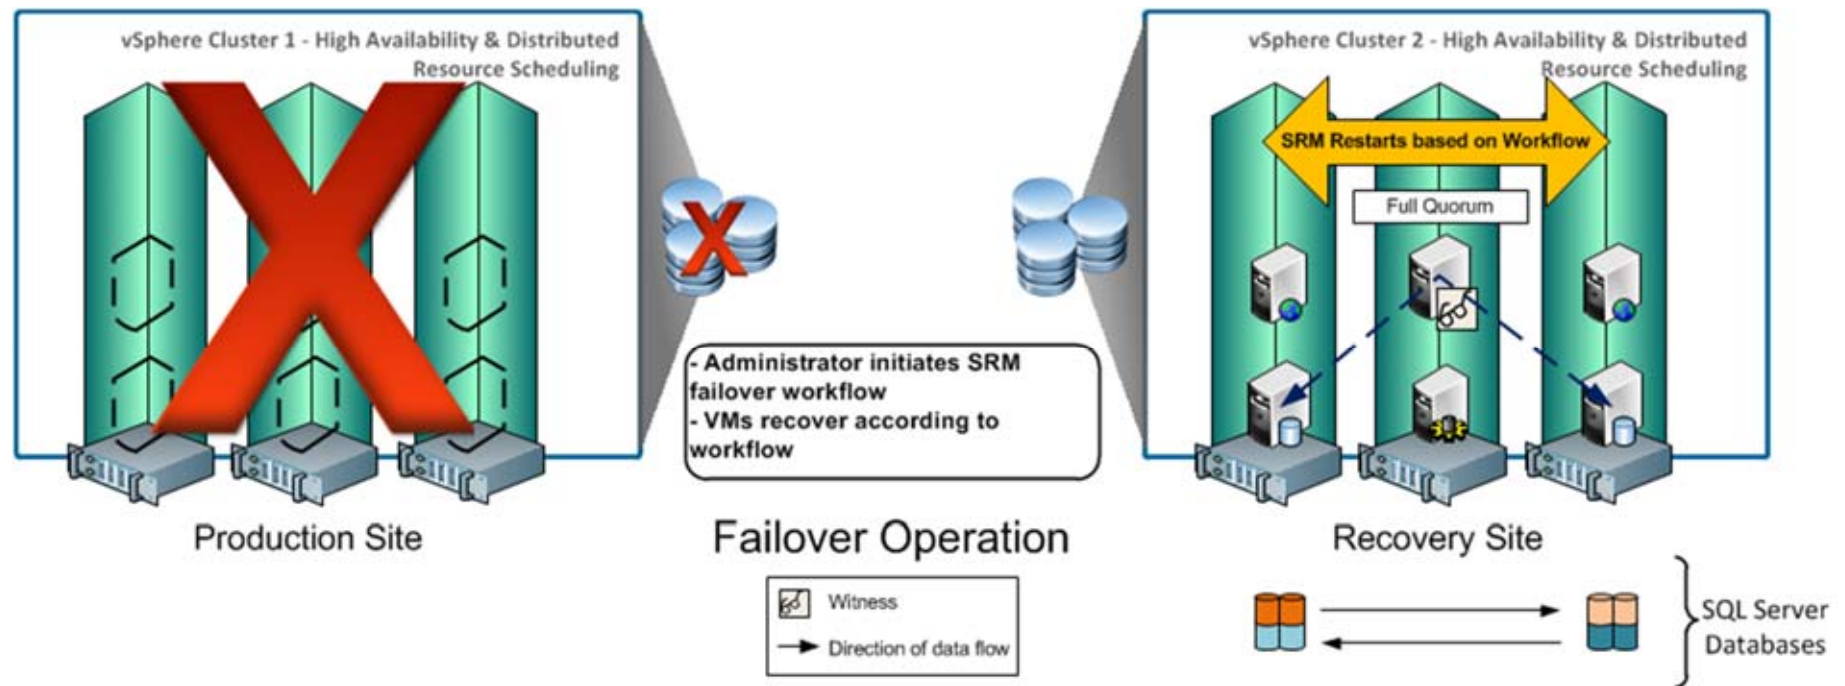 vSphere Cluster 1 - High Availability & Distributed
Resource Scheduling
vSphere Cluster 2 - High Availability & Distributed
Resource Scheduling
SRM Restarts based on Workflow
Full Quorum
- Administrator initiates SRM
failover workflow
- VMs recover according to
workflow
Production Site
Failover Operation
Recovery Site
Witness
Direction of data flow
SQL Server
Databases